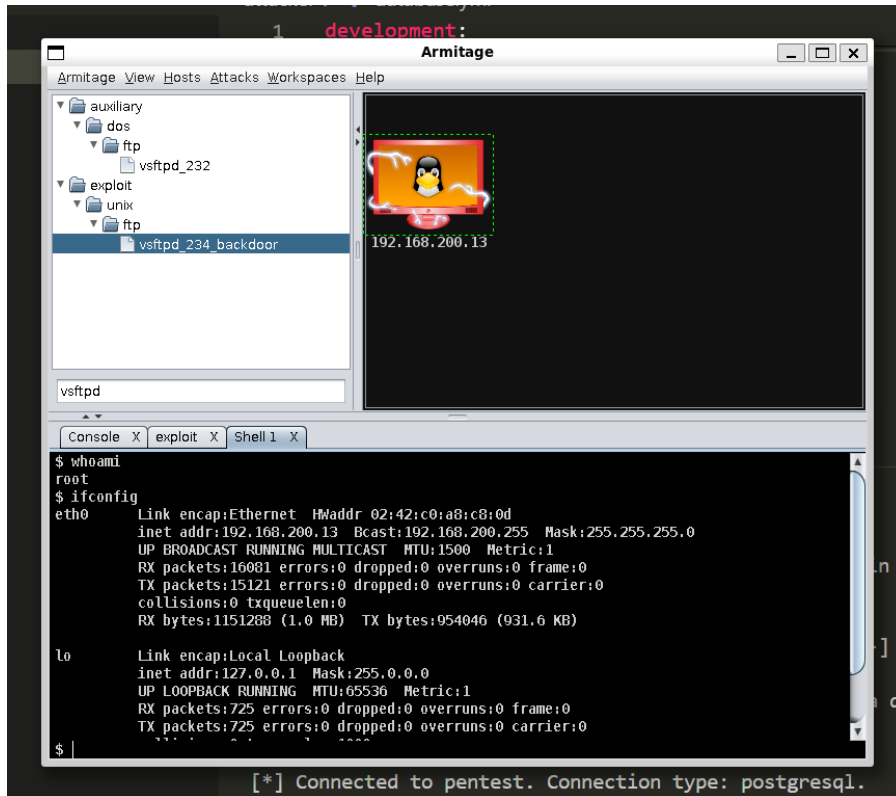 1 development:
Armitage
Armitage View Hosts Attacks Workspaces Help
auxiliary
dos
ftp
vsftpd_232
exploit
unix
ftp
vsftpd_234_backdoor
vsftpd
192.168.200.13
Console X exploit X Shell 1 X
$ whoami
root
$ ifconfig
eth0 Link encap:Ethernet HWaddr 02:42:c0:a8:c8:0d
inet addr:192.168.200.13 Bcast:192.168.200.255 Mask:255.255.255.0
UP BROADCAST RUNNING MULTICAST MTU:1500 Metric:1
RX packets:16081 errors:0 dropped:0 overruns:0 frame:0
TX packets:15121 errors:0 dropped:0 overruns:0 carrier:0
collisions:0 txqueuelen:0
RX bytes:1151288 (1.0 MB) TX bytes:954046 (931.6 KB)
lo Link encap:Local Loopback
inet addr:127.0.0.1 Mask:255.0.0.0
UP LOOPBACK RUNNING MTU:65536 Metric:1
RX packets:725 errors:0 dropped:0 overruns:0 frame:0
TX packets:725 errors:0 dropped:0 overruns:0 carrier:0
$
[*] Connected to pentest. Connection type: postgresql.